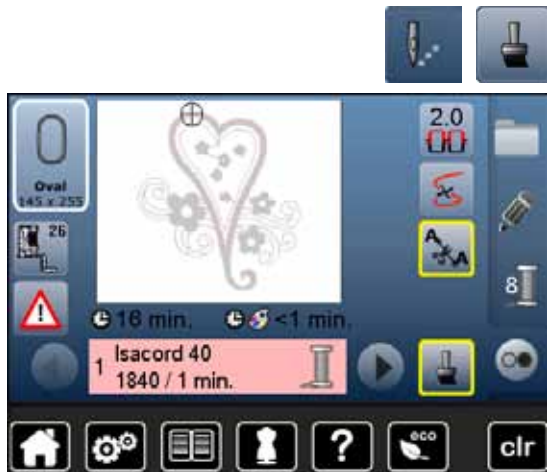 2.0
Oval
145 x 255
26
A A
8
16 min. <1 min.
1 Isacord 40
1840 / 1 min.
?
eco
clr